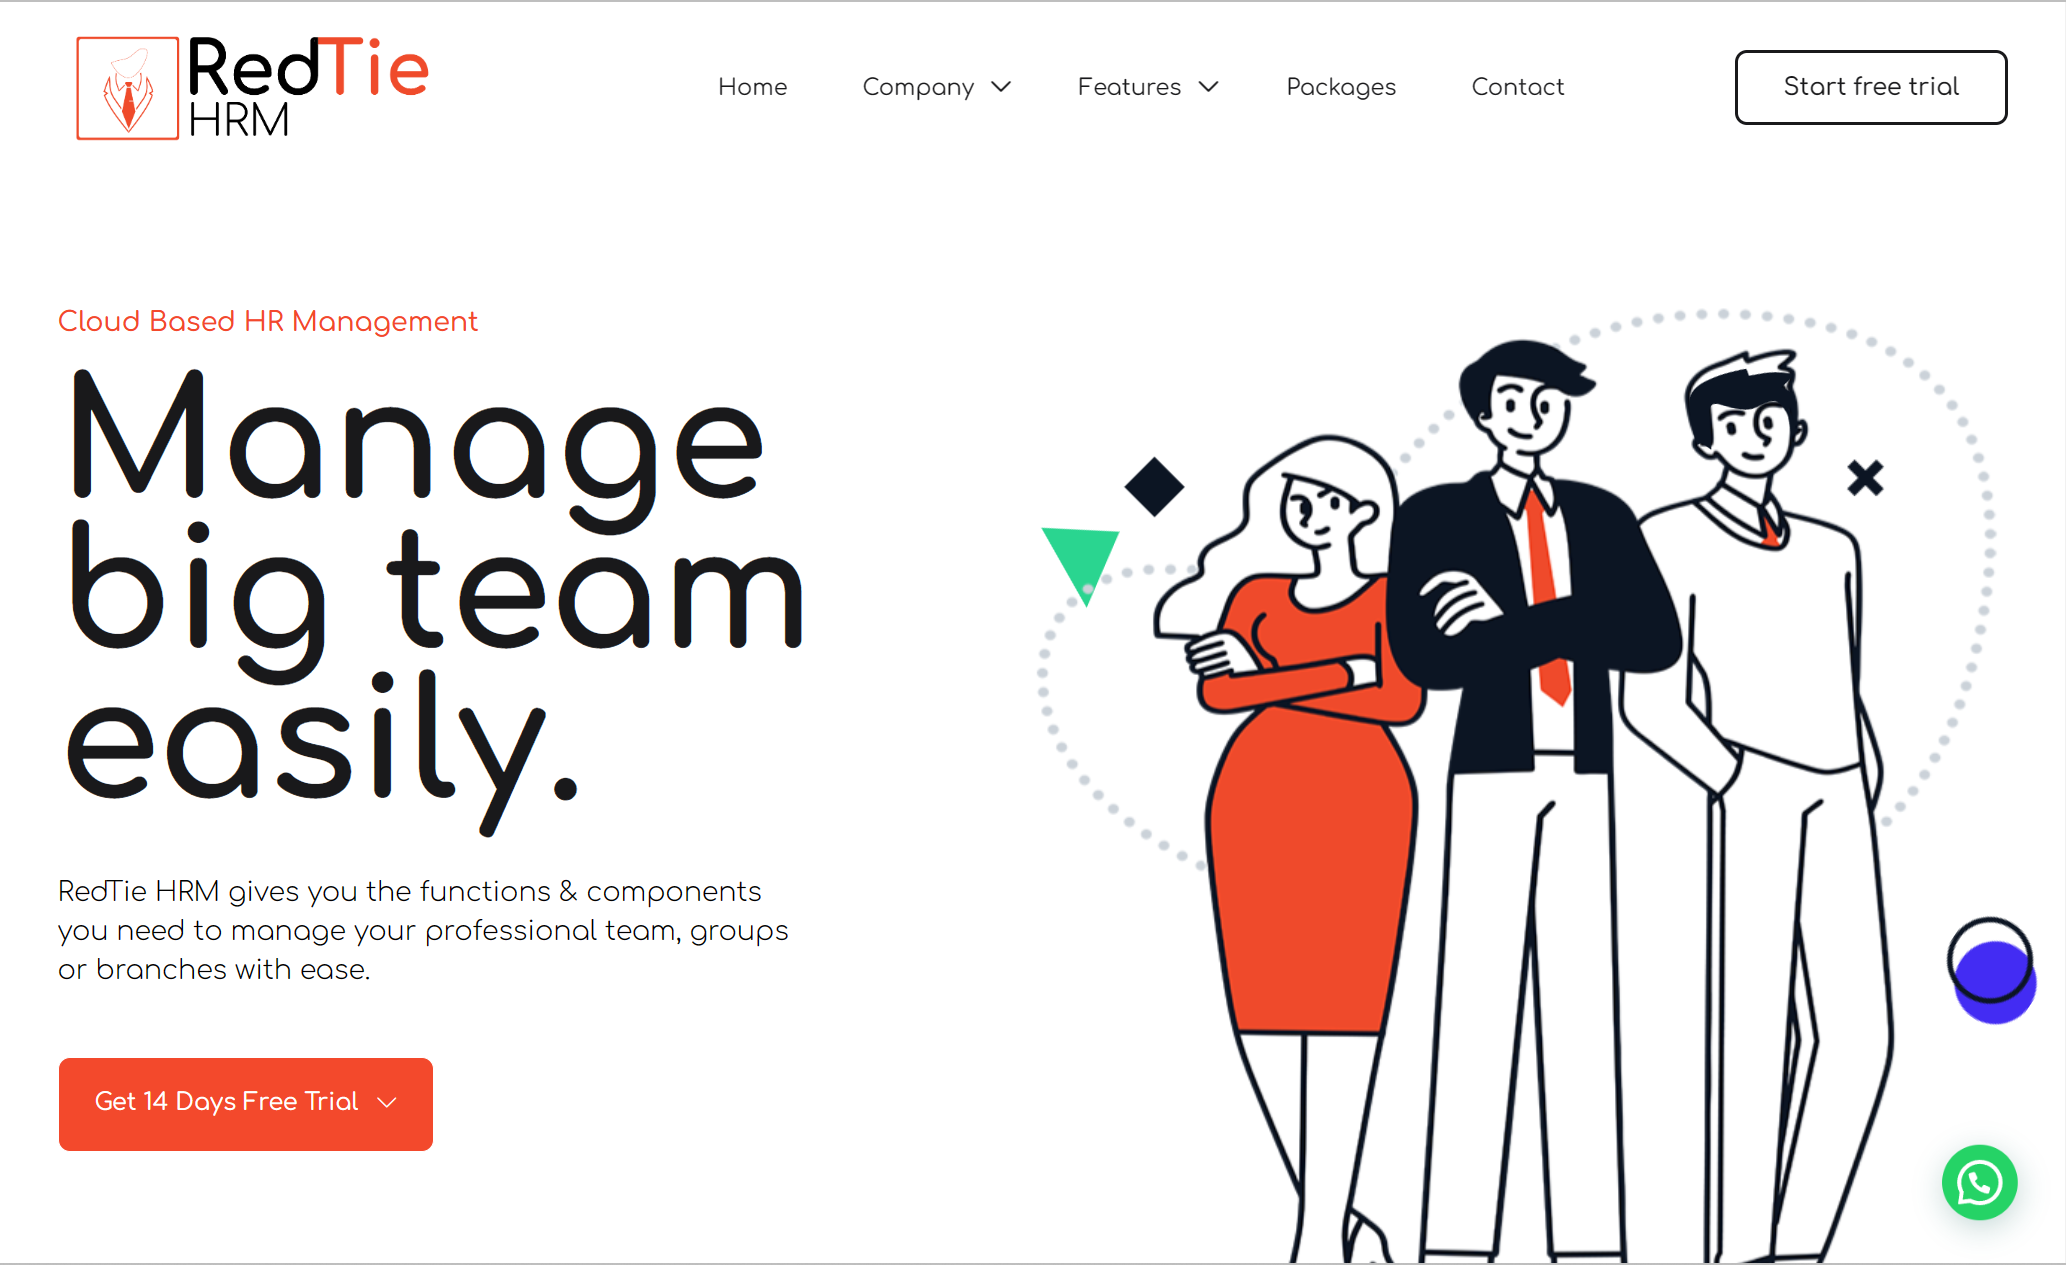 RedTie
HRM
Home Company Features Packages Contact Start free trial
Cloud Based HR Management
Manage
big team
easily.
RedTie HRM gives you the functions & components
you need to manage your professional team, groups
or branches with ease.
Get 14 Days Free Trial